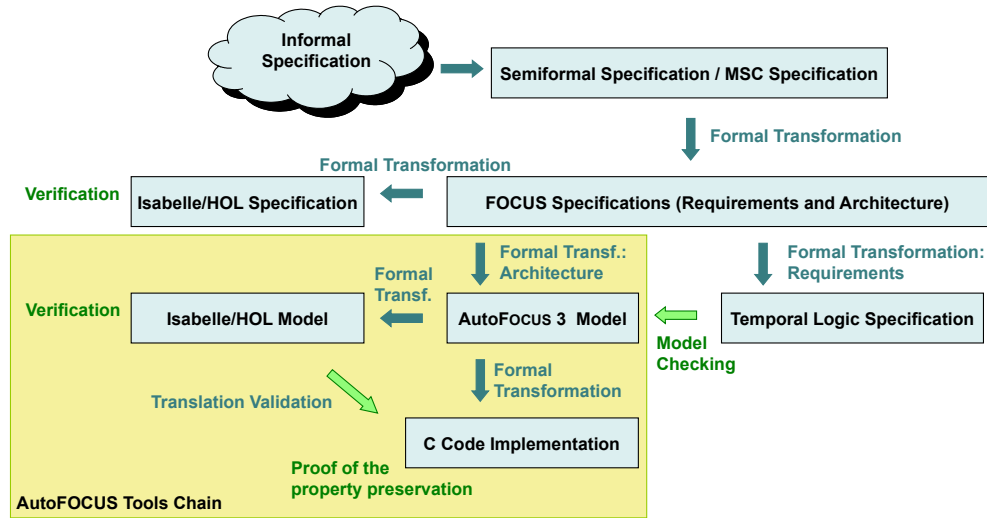 Informal
Specification
Semiformal Specification / MSC Specification
Formal Transformation
Formal Transformation
Verification
Isabelle/HOL Specification
FOCUS Specifications (Requirements and Architecture)
Formal Transf.:
Architecture
Formal Transformation:
Requirements
Formal
Transf.
Verification
Isabelle/HOL Model
AutoFOCUS 3 Model
Temporal Logic Specification
Model
Checking
Formal
Transformation
Translation Validation
C Code Implementation
Proof of the
property preservation
AutoFOCUS Tools Chain